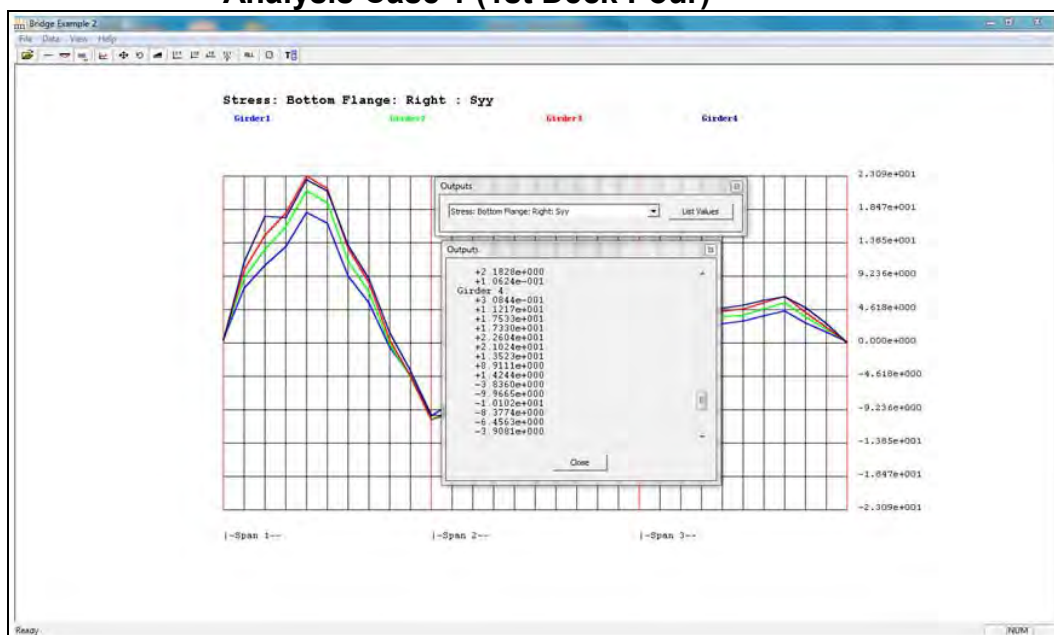 Analysis Case 1 (1st Deck Pour)
Bridge Example 2
File Data View Help
Stress: Bottom Flange: Right : Syy
Girder1 Girder2 Girder3 Girder4
2.309e+001
1.847e+001
1.385e+001
9.236e+000
4.618e+000
0.000e+000
-4.618e+000
-9.236e+000
-1.385e+001
-1.847e+001
-2.309e+001
Outputs
Stress: Bottom Flange: Right: Syy
List Values
Outputs
+2.1828e+000
+1.0624e-001
Girder 4
+3.0844e-001
+1.1217e+001
+1.7533e+001
+1.7330e+001
+2.2604e+001
+2.1024e+001
+1.3523e+001
+8.9111e+000
+1.4244e+000
-3.8360e+000
-9.9665e+000
-1.0102e+001
-8.3774e+000
-6.4563e+000
-3.9081e+000
Close
|-Span 1-- |-Span 2-- |-Span 3--
Ready
NUM